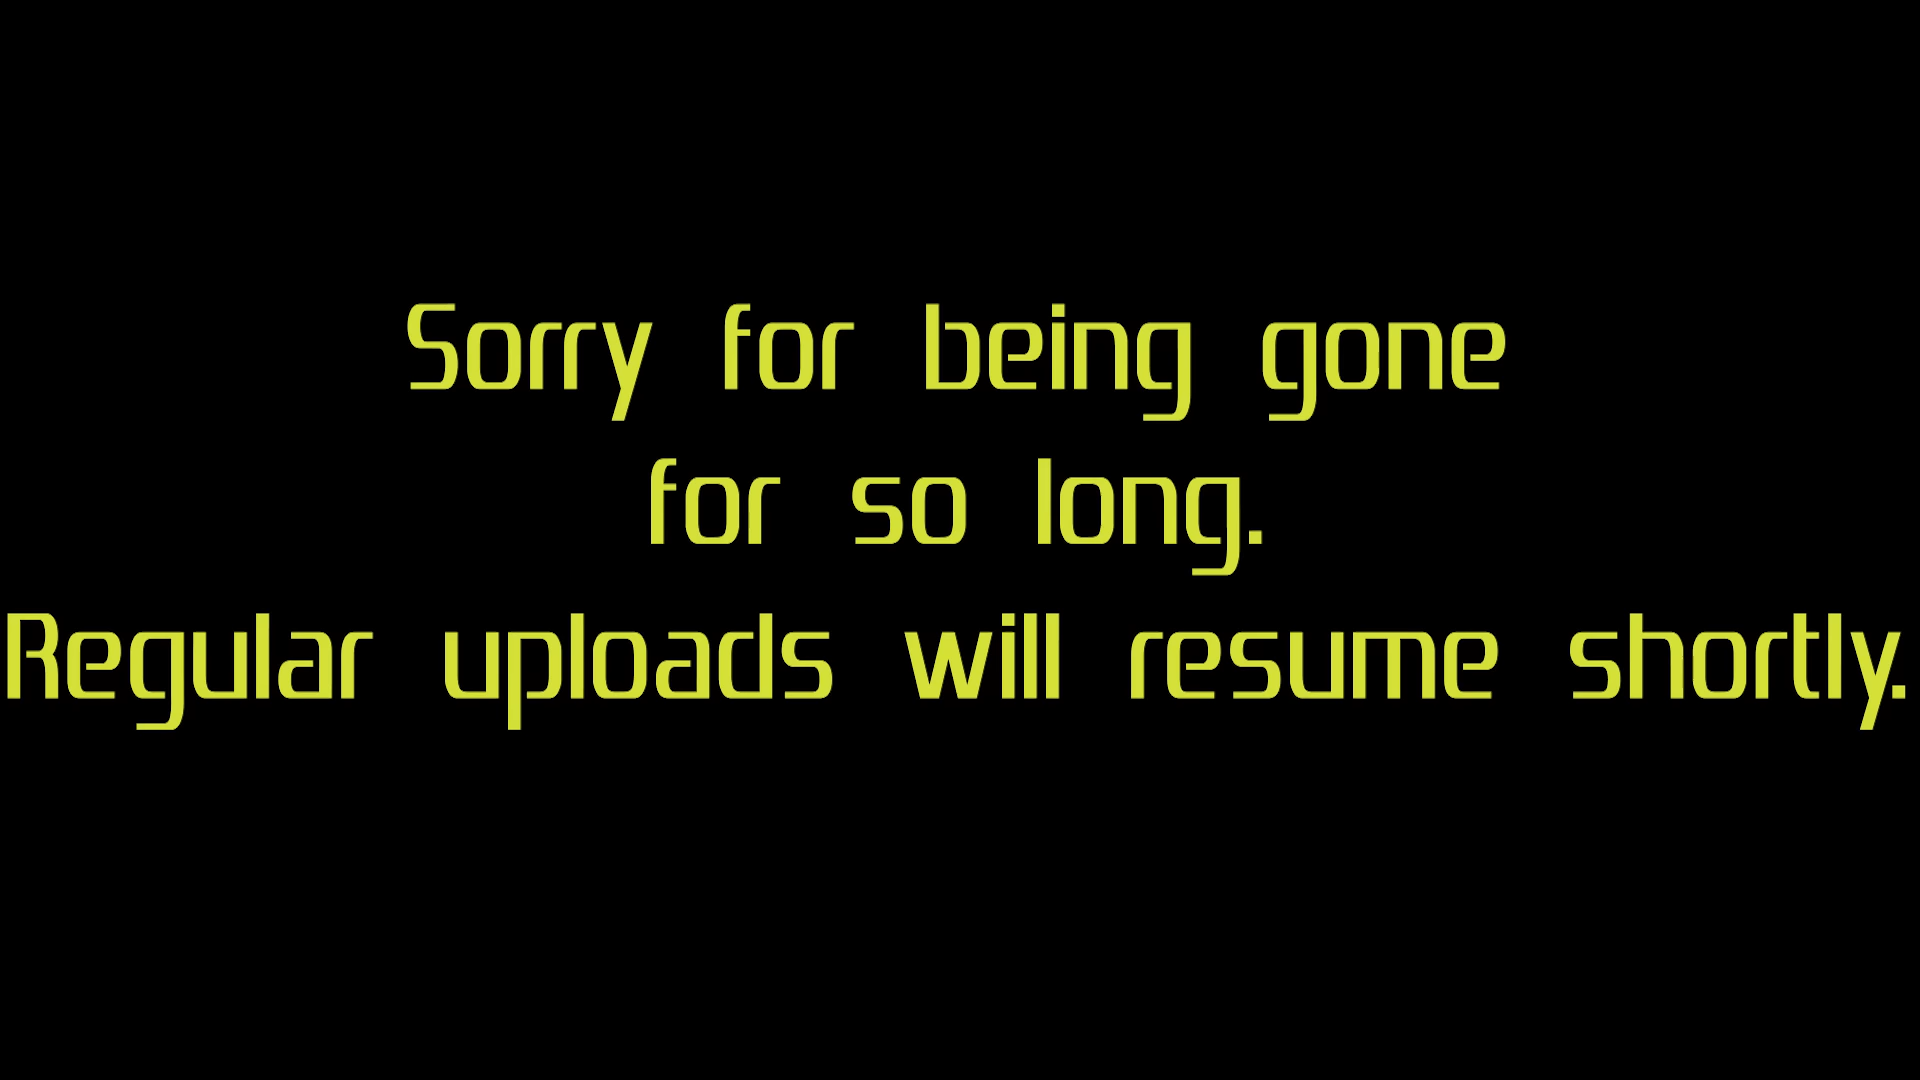 Sorry for being gone
for so long.
Regular uploads will resume shortly.